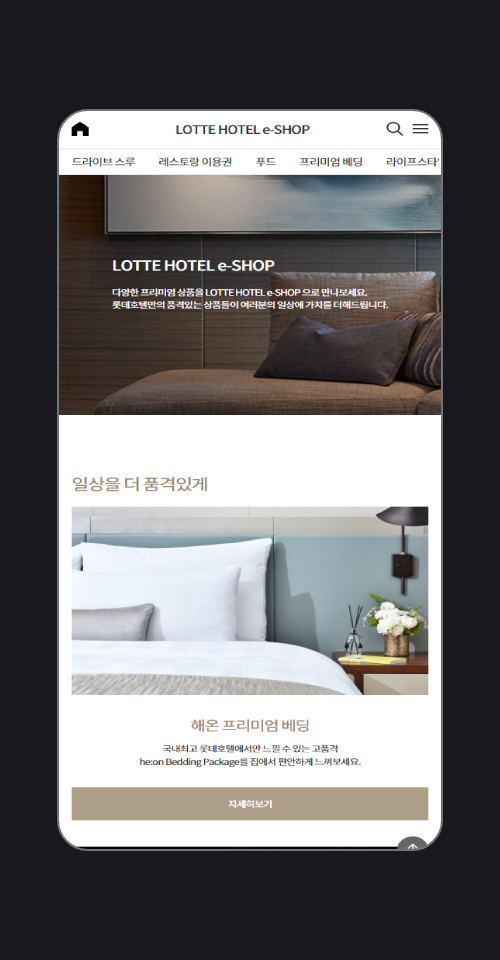 LOTTE HOTEL e-SHOP
드라이브 스루 레스토랑 이용권 푸드 프리미엄 베딩 라이프스타
LOTTE HOTEL e-SHOP
다양한 프리미엄 상품을 LOTTE HOTEL e-SHOP 으로 만나보세요.
롯데호텔만의 품격있는 상품들이 여러분의 일상에 가치를 더해드립니다.
일상을 더 품격있게
해온 프리미엄 베딩
국내최고 롯데호텔에서만 느낄 수 있는 고품격
he:on Bedding Package를 집에서 편안하게 느껴보세요.
자세히보기